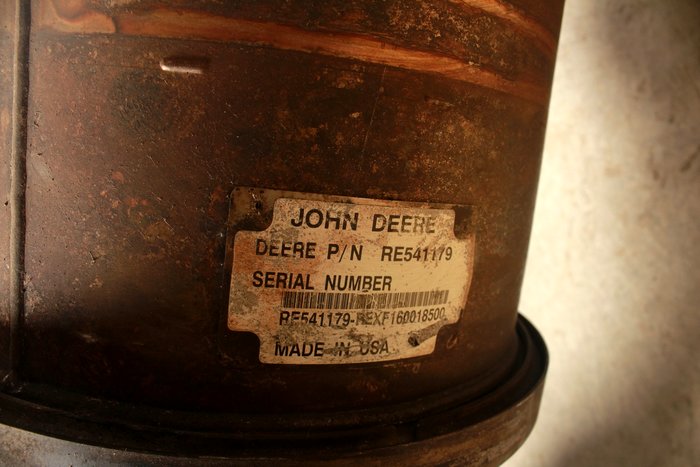 JOHN DEERE
DEERE P/N RE541179
SERIAL NUMBER
RE541179-REXF160018500
MADE IN USA